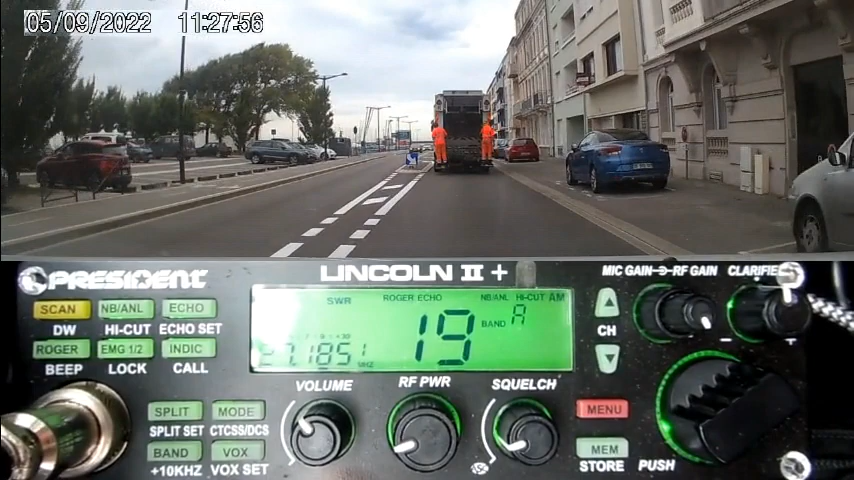 05/09/2022 11:27:56
PRESIDENT
LINCOLN II +
MIC GAIN RF GAIN CLARIFIER
SCAN NB/ANL ECHO
DW HI-CUT ECHO SET
ROGER EMG 1/2 INDIC
BEEP LOCK CALL
SWR ROGER ECHO NB/ANL HI-CUT AM
27.185 MHZ
19
BAND A
CH
VOLUME RF PWR SQUELCH
SPLIT MODE
SPLIT SET CTCSS/DCS
BAND VOX
+10KHZ VOX SET
MENU
MEM
STORE PUSH
- +